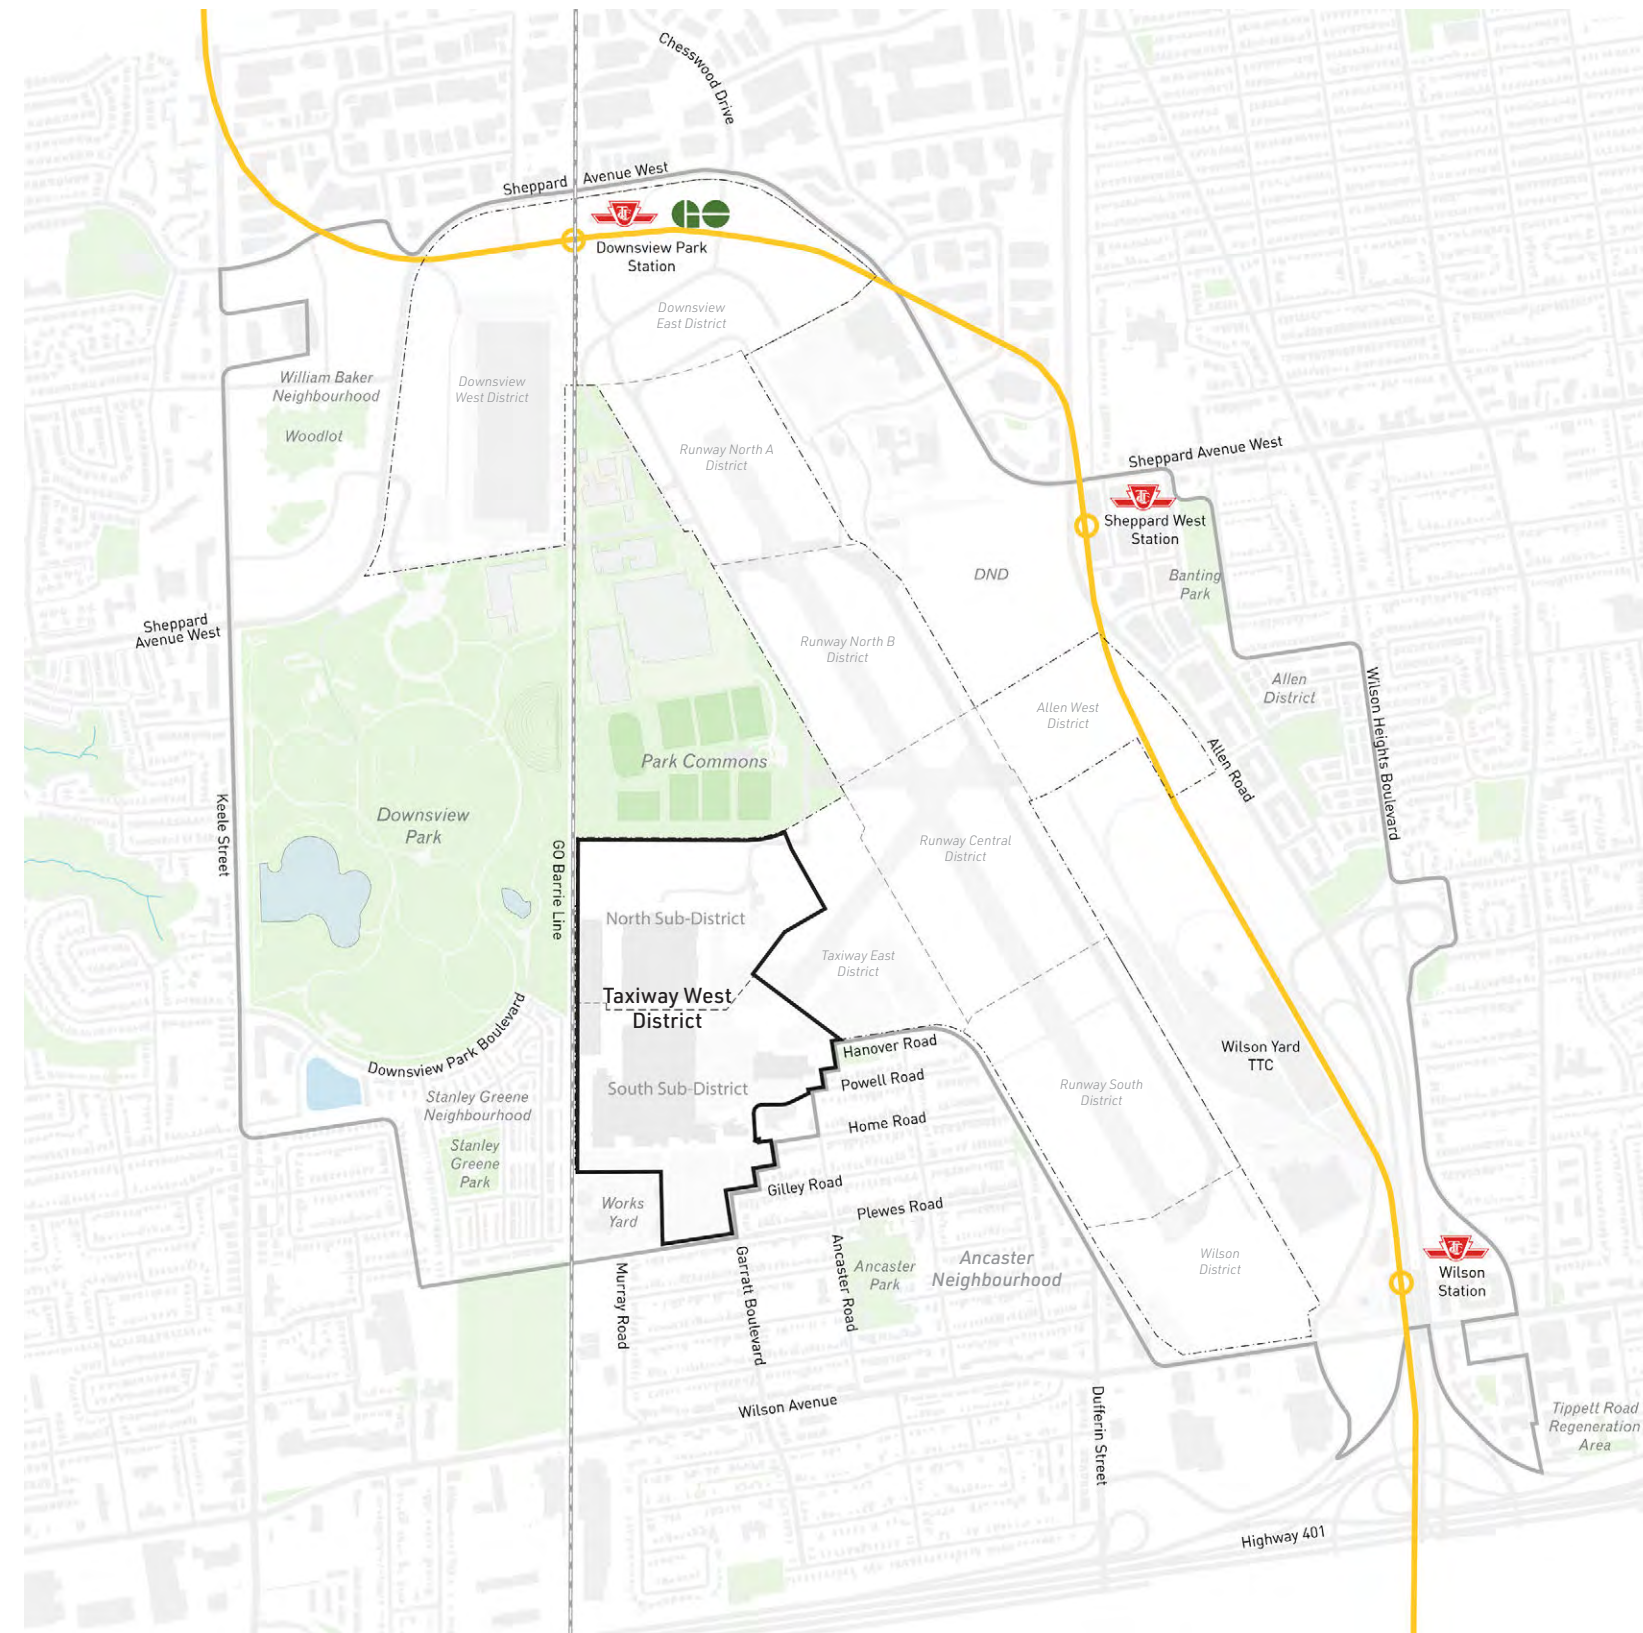 Chesswood Drive
Sheppard Avenue West
Downsview Park
Station
Downsview
East District
William Baker
Neighbourhood
Woodlot
Downsview
West District
Runway North A
District
Sheppard Avenue West
Sheppard West
Station
DND
Banting
Park
Sheppard
Avenue West
Runway North B
District
Allen
District
Wilson Heights Boulevard
Allen West
District
Allen Road
Park Commons
Keele Street
Downsview
Park
GO Barrie Line
Runway Central
District
North Sub-District
Taxiway East
District
Taxiway West
District
Downsview Park Boulevard
Hanover Road
Wilson Yard
TTC
Powell Road
South Sub-District
Runway South
District
Stanley Greene
Neighbourhood
Home Road
Stanley
Greene
Park
Gilley Road
Works
Yard
Plewes Road
Murray Road
Garratt Boulevard
Ancaster Road
Ancaster
Park
Ancaster
Neighbourhood
Wilson
District
Wilson
Station
Wilson Avenue
Dufferin Street
Tippett Road
Regeneration
Area
Highway 401